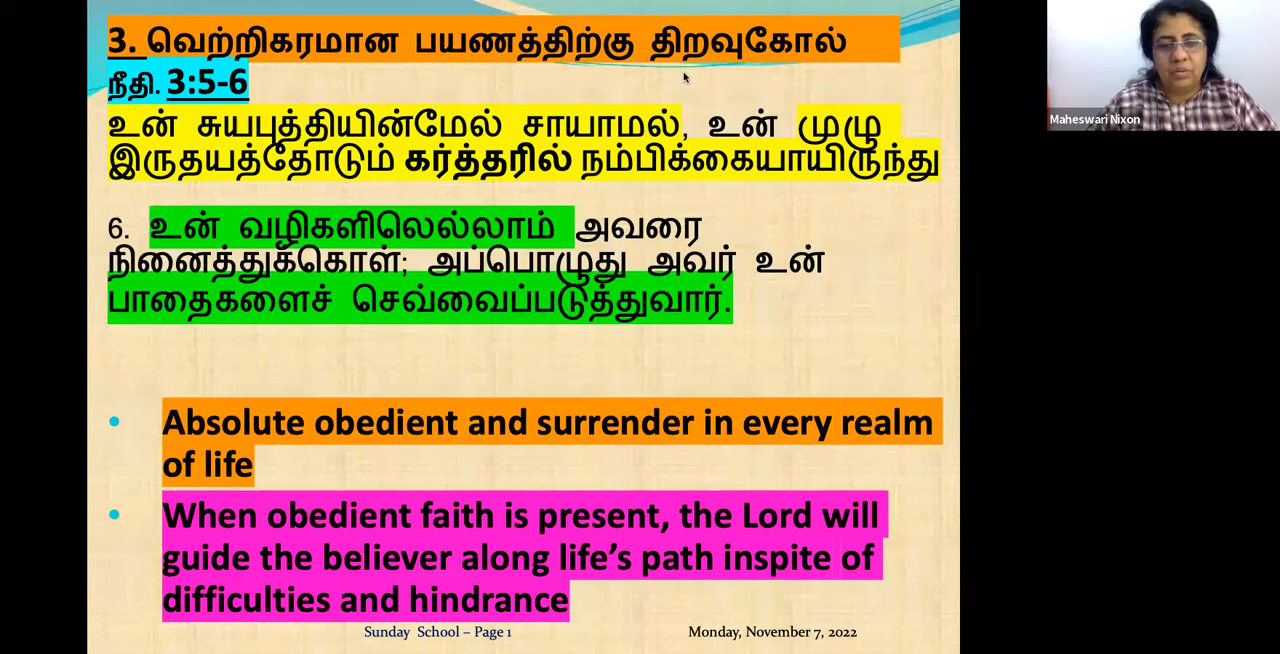 3. வெற்றிகரமான பயணத்திற்கு திறவுகோல்
நீதி. 3:5-6
உன் சுயபுத்தியின்மேல் சாயாமல், உன் முழு
இருதயத்தோடும் கர்த்தரில் நம்பிக்கையாயிருந்து
6. உன் வழிகளிலெல்லாம் அவரை
நினைத்துக்கொள்; அப்பொழுது அவர் உன்
பாதைகளைச் செவ்வைப்படுத்துவார்.
• Absolute obedient and surrender in every realm
of life
• When obedient faith is present, the Lord will
guide the believer along life’s path inspite of
difficulties and hindrance
Sunday School – Page 1
Monday, November 7, 2022
Maheswari Nixon